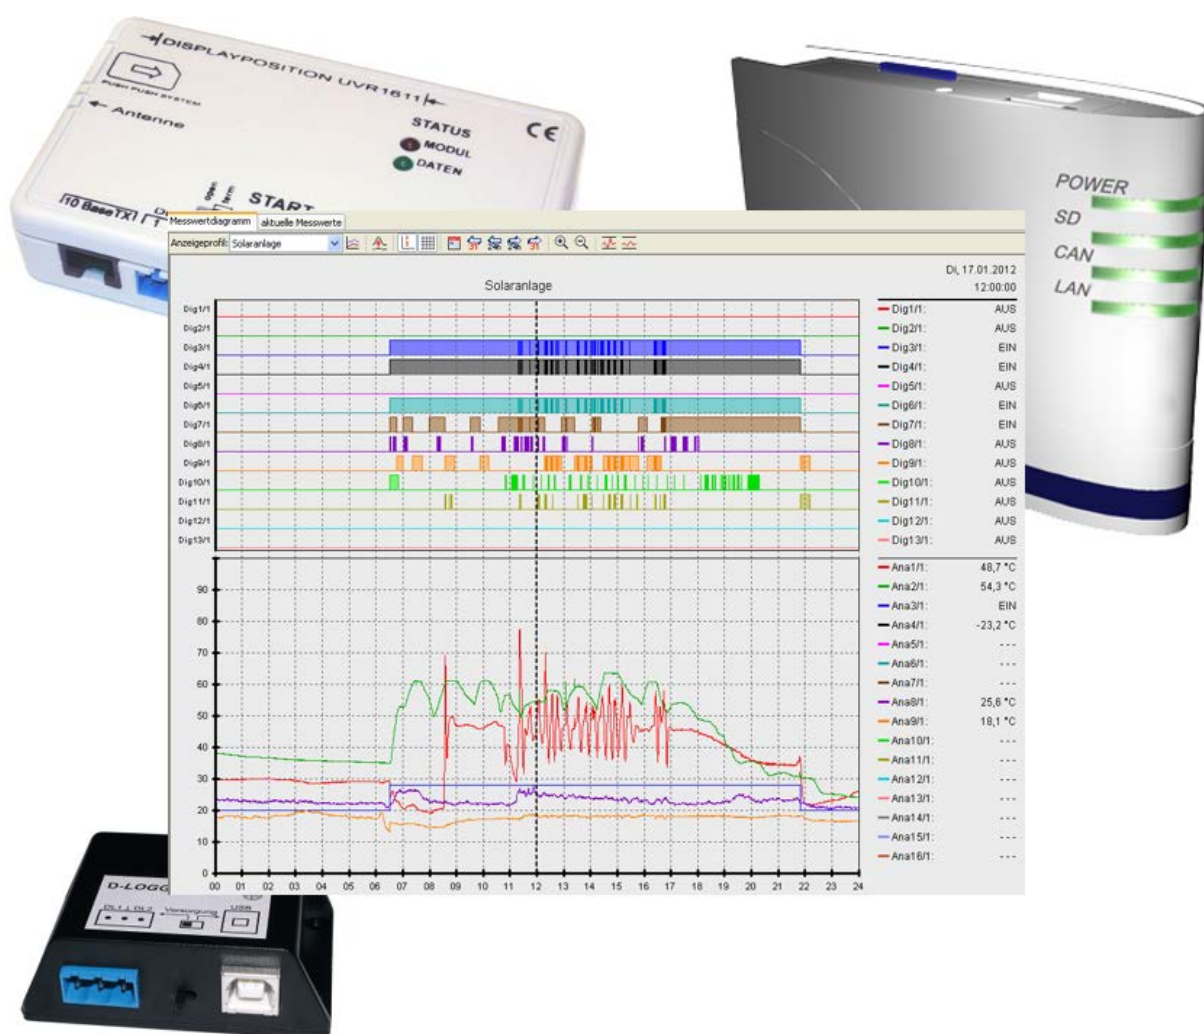 DISPLAYPOSITION UVR1611
PUSH PUSH SYSTEM
Antenne
STATUS
MODUL
DATEN
CE
open
term
START
10 BaseTX
POWER
SD
CAN
LAN
Messwertdiagramm aktuelle Messwerte
Anzeigeprofil: Solaranlage
Di, 17.01.2012
Solaranlage 12:00:00
Dig1/1 Dig1/1: AUS
Dig2/1 Dig2/1: AUS
Dig3/1 Dig3/1: EIN
Dig4/1 Dig4/1: EIN
Dig5/1 Dig5/1: AUS
Dig6/1 Dig6/1: EIN
Dig7/1 Dig7/1: EIN
Dig8/1 Dig8/1: AUS
Dig9/1 Dig9/1: AUS
Dig10/1 Dig10/1: AUS
Dig11/1 Dig11/1: AUS
Dig12/1 Dig12/1: AUS
Dig13/1 Dig13/1: AUS
Ana1/1: 48,7 °C
90 Ana2/1: 54,3 °C
Ana3/1: EIN
80 Ana4/1: -23,2 °C
Ana5/1: ---
70 Ana6/1: ---
Ana7/1: ---
60 Ana8/1: 25,6 °C
50 Ana9/1: 18,1 °C
Ana10/1: ---
40 Ana11/1: ---
30 Ana12/1: ---
Ana13/1: ---
20 Ana14/1: ---
10 Ana15/1: ---
Ana16/1: ---
0
00 01 02 03 04 05 06 07 08 09 10 11 12 13 14 15 16 17 18 19 20 21 22 23 24
D-LOGG
DL1 ⊥ DL2 Versorgung USB